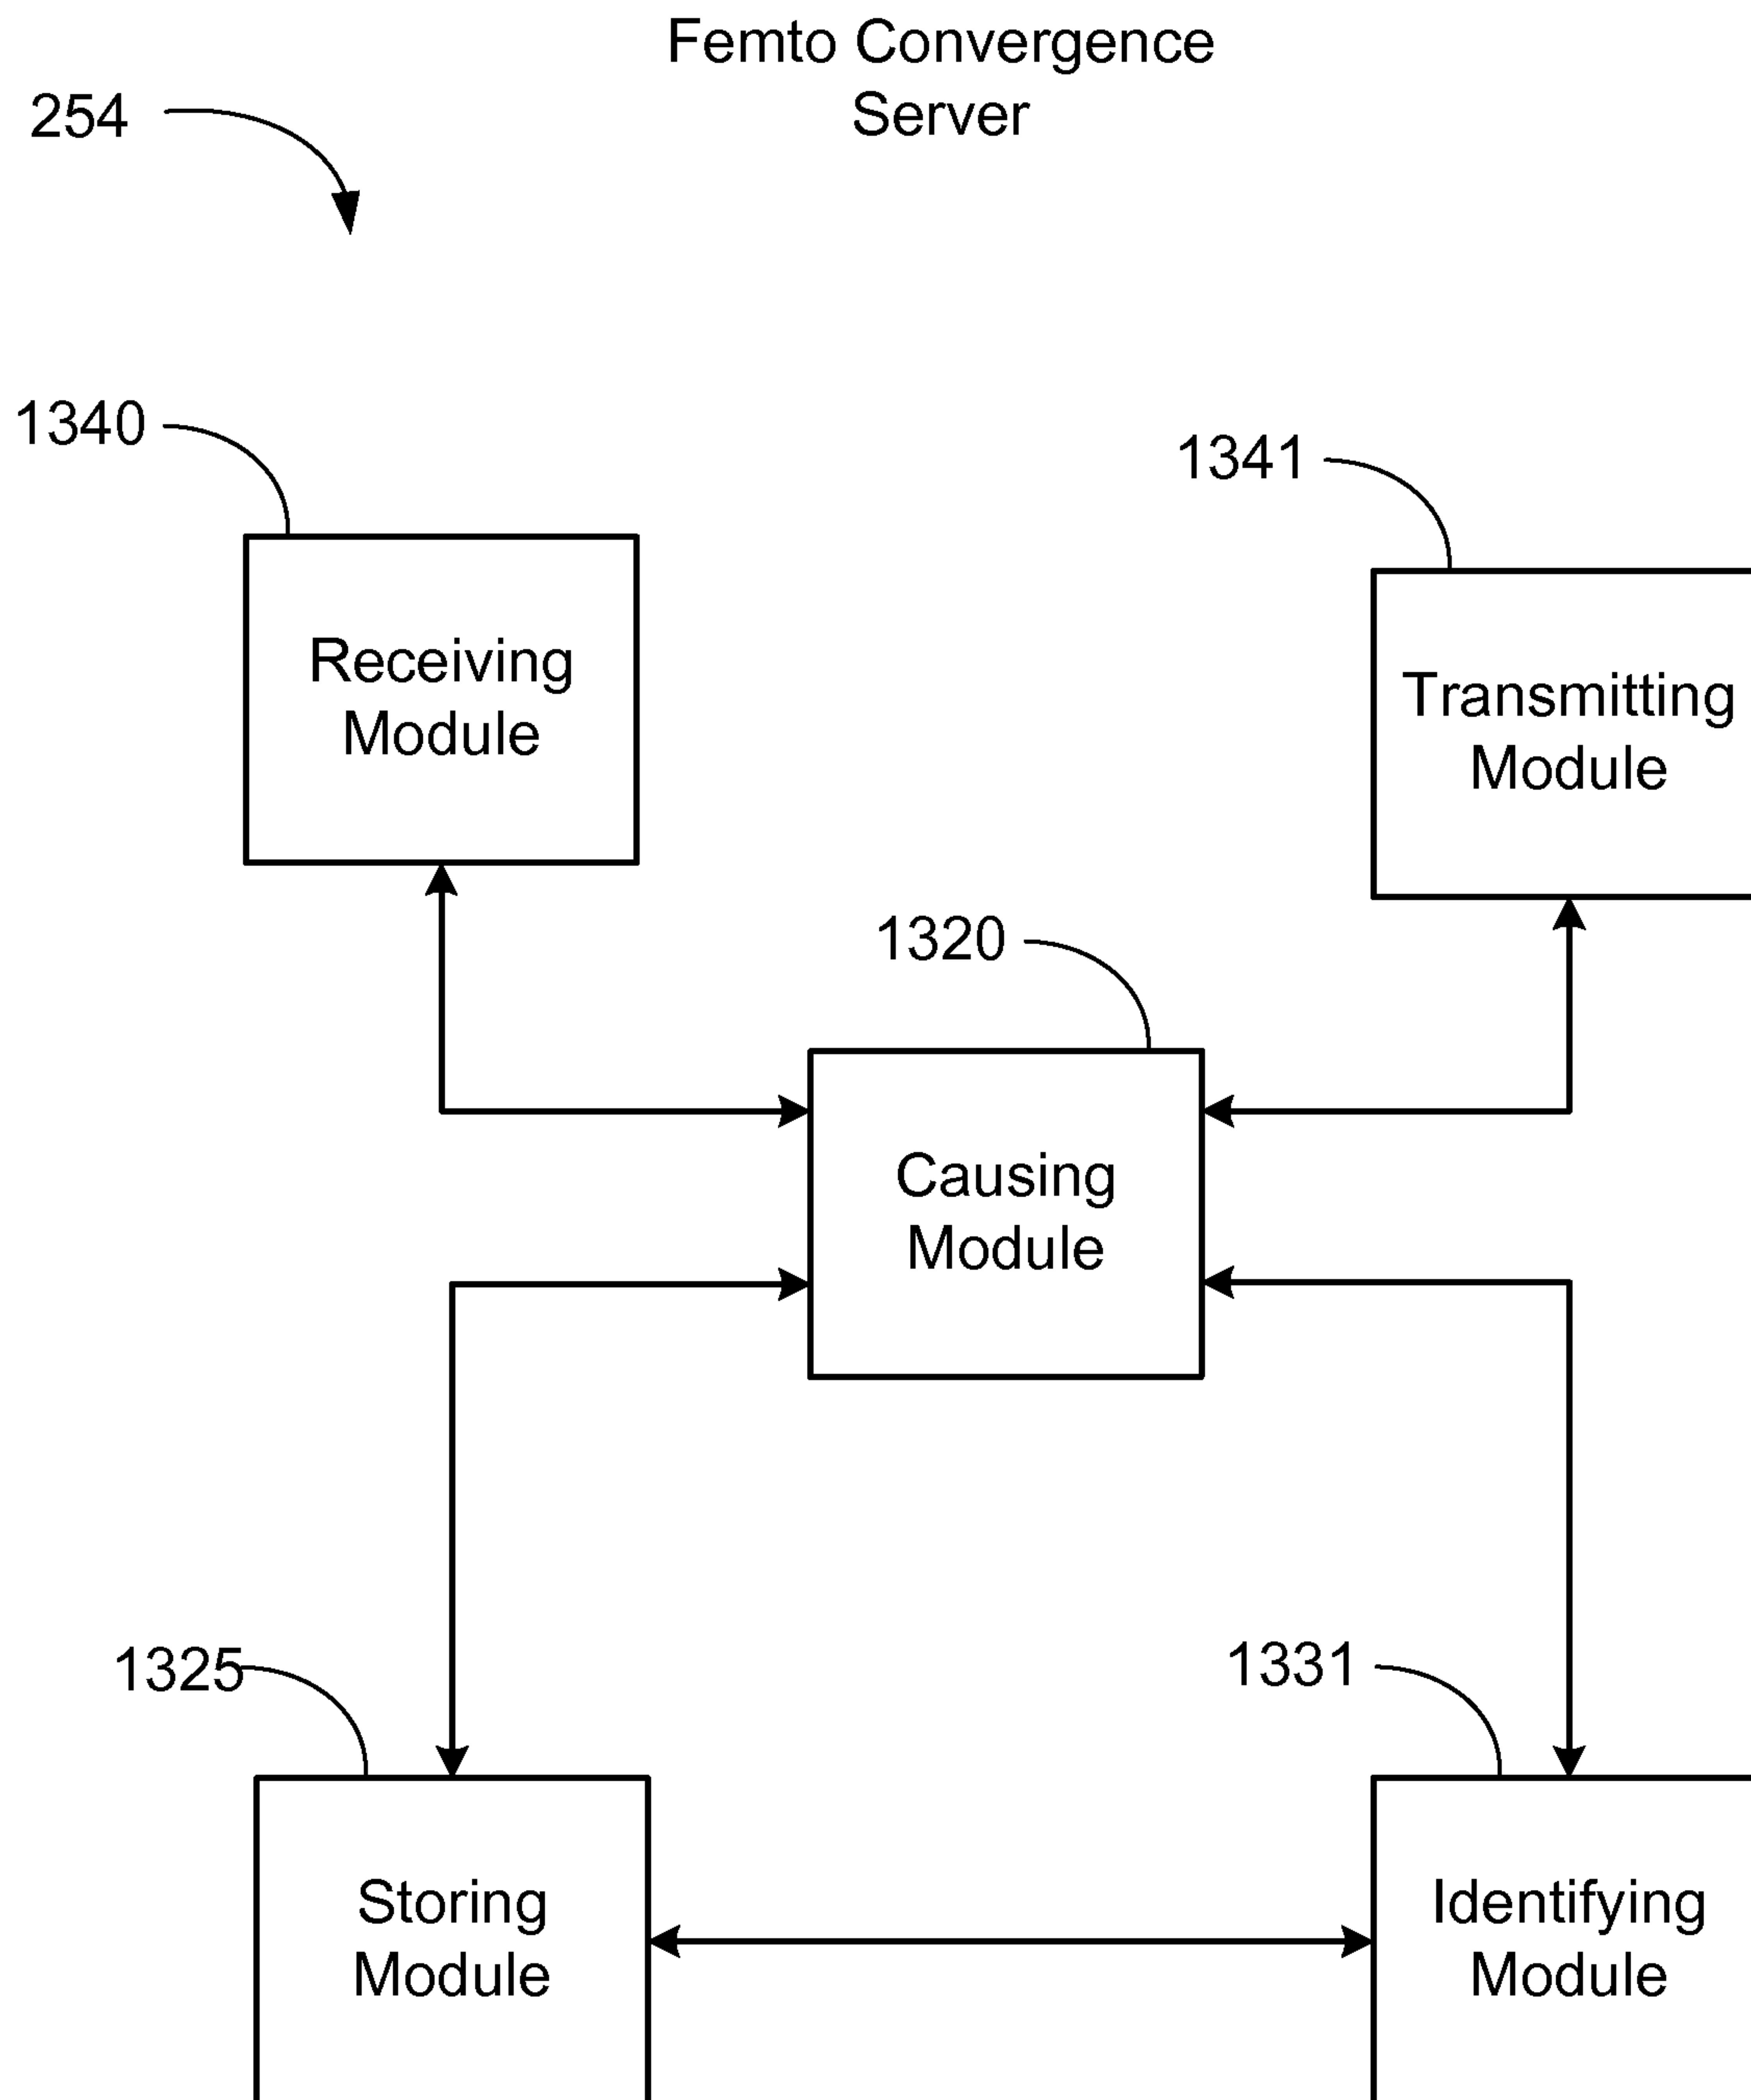 Femto Convergence
Server
254
1340
1341
Receiving
Module
Transmitting
Module
1320
Causing
Module
1325
1331
Storing
Module
Identifying
Module